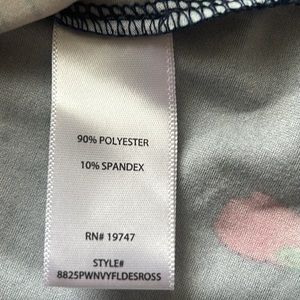 90% POLYESTER
10% SPANDEX
RN# 19747
STYLE#
8825PWNVYFLDESROSS